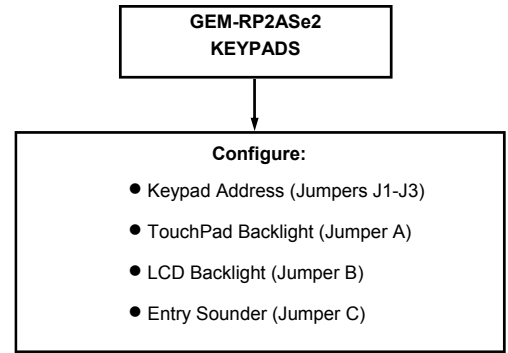 GEM-RP2ASe2
KEYPADS
Configure:
● Keypad Address (Jumpers J1-J3)
● TouchPad Backlight (Jumper A)
● LCD Backlight (Jumper B)
● Entry Sounder (Jumper C)